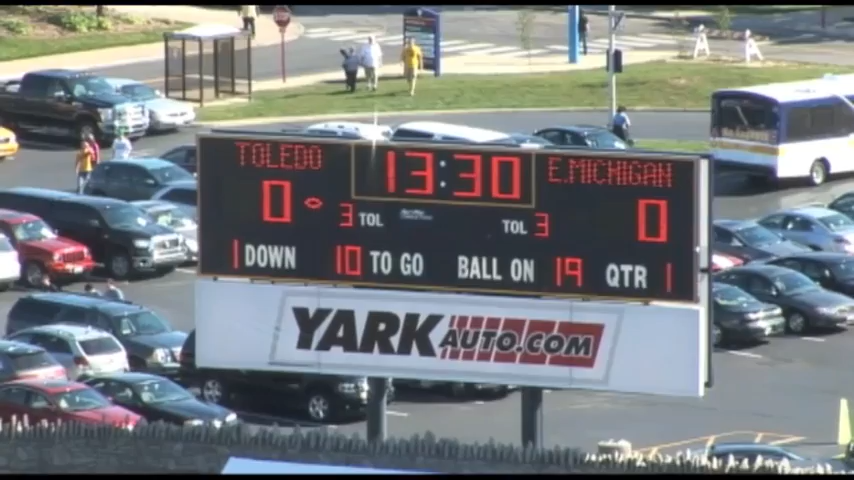 TOLEDO 13:30 E.MICHIGAN
0 3 TOL TOL 3 0
1 DOWN 10 TO GO BALL ON 19 QTR 1
YARKAUTO.COM